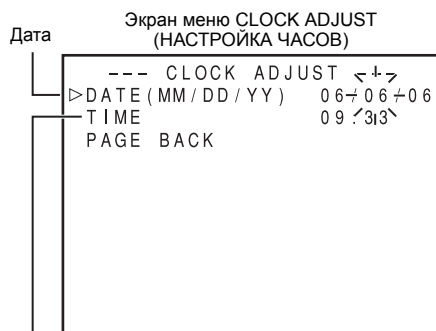 Экран меню CLOCK ADJUST
(НАСТРОЙКА ЧАСОВ)
Дата
--- CLOCK ADJUST
▷DATE(MM/DD/YY) 06/06/06
TIME 09:33
PAGE BACK